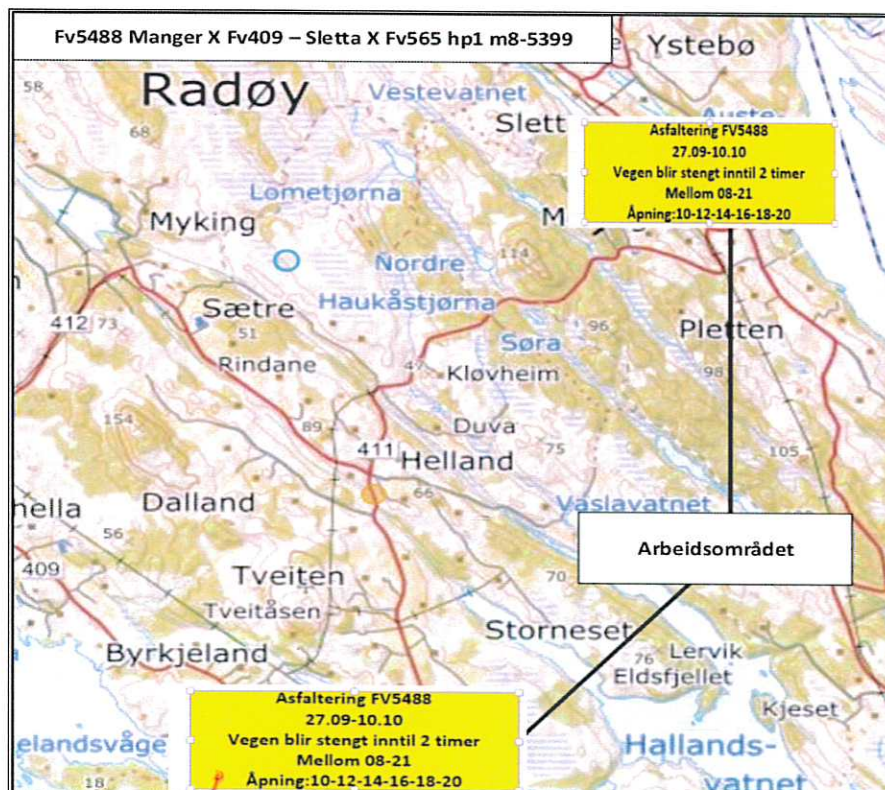 Fv5488 Manger X Fv409 – Sletta X Fv565 hp1 m8-5399
Ystebø
Radøy
58
Vestevatnet
Slett
68
Asfaltering FV5488
27.09-10.10
Vegen blir stengt inntil 2 timer
Mellom 08-21
Åpning:10-12-14-16-18-20
Lometjørna
Myking
M
114
Nordre
Haukåstjørna
Sætre
412
73
51
96
Pletten
Søra
Rindane
47
Kløvheim
98
154
89
Duva
411
75
105
Helland
66
Dalland
Vaslavatnet
nella
56
Arbeidsområdet
409
Tveiten
70
Tveitåsen
Storneset
Byrkjeland
76
Lervik
Eldsfjellet
Kjeset
Asfaltering FV5488
27.09-10.10
Vegen blir stengt inntil 2 timer
Mellom 08-21
Åpning:10-12-14-16-18-20
elandsvåge
18
Hallands-
vatnet